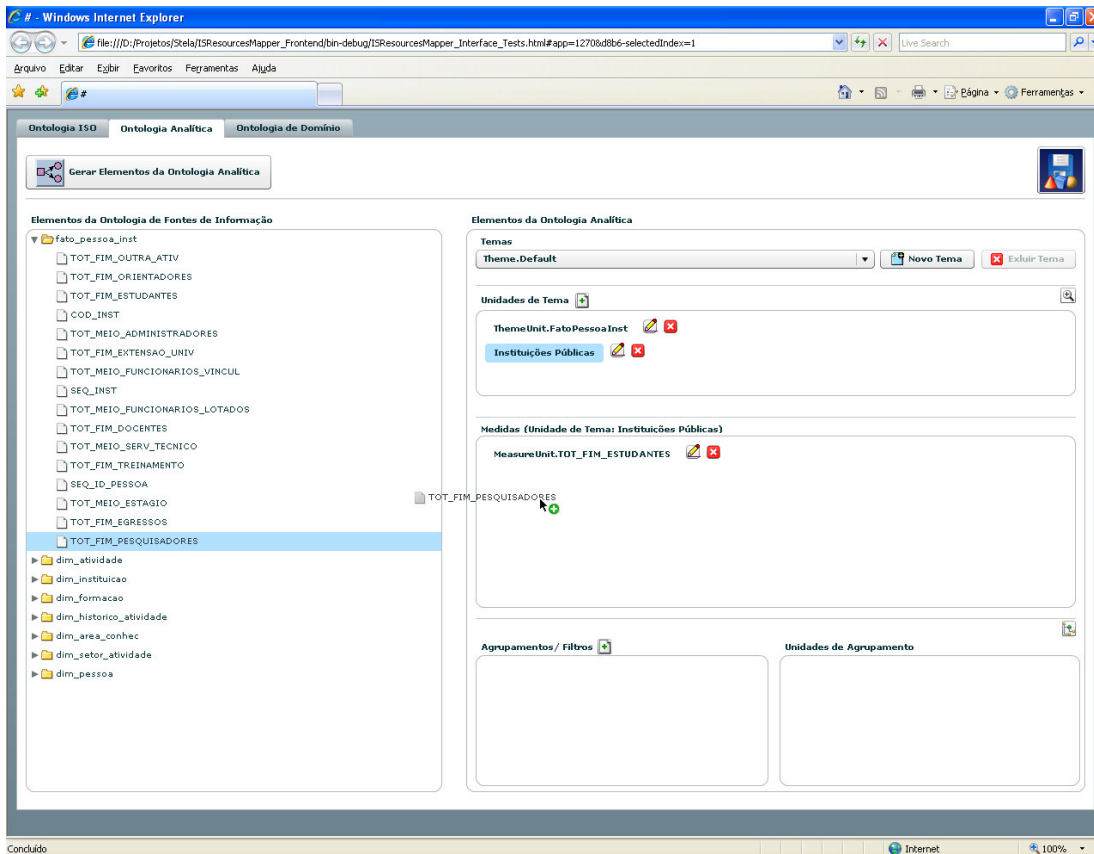 # - Windows Internet Explorer
file:///D:/Projetos/Stela/ISResourcesMapper_Frontend/bin-debug/ISResourcesMapper_Interface_Tests.html#app=1270&d8b6-selectedIndex=1
Live Search
Arquivo Editar Exibir Favoritos Ferramentas Ajuda
#
Página Ferramentas
Ontologia ISO Ontologia Analítica Ontologia de Domínio
Gerar Elementos da Ontologia Analítica
Elementos da Ontologia de Fontes de Informação
fato_pessoa_inst
TOT_FIM_OUTRA_ATIV
TOT_FIM_ORIENTADORES
TOT_FIM_ESTUDANTES
COD_INST
TOT_MEIO_ADMINISTRADORES
TOT_FIM_EXTENSAO_UNIV
TOT_MEIO_FUNCIONARIOS_VINCUL
SEQ_INST
TOT_MEIO_FUNCIONARIOS_LOTADOS
TOT_FIM_DOCENTES
TOT_MEIO_SERV_TECNICO
TOT_FIM_TREINAMENTO
SEQ_ID_PESSOA
TOT_MEIO_ESTAGIO
TOT_FIM_EGRESSOS
TOT_FIM_PESQUISADORES
dim_atividade
dim_instituicao
dim_formacao
dim_historico_atividade
dim_area_conhec
dim_setor_atividade
dim_pessoa
Elementos da Ontologia Analítica
Temas
Theme.Default
Novo Tema
Exluir Tema
Unidades de Tema
ThemeUnit.FatoPessoaInst
Instituições Públicas
Medidas (Unidade de Tema: Instituições Públicas)
MeasureUnit.TOT_FIM_ESTUDANTES
TOT_FIM_PESQUISADORES
Agrupamentos/ Filtros
Unidades de Agrupamento
Concluído
Internet
100%